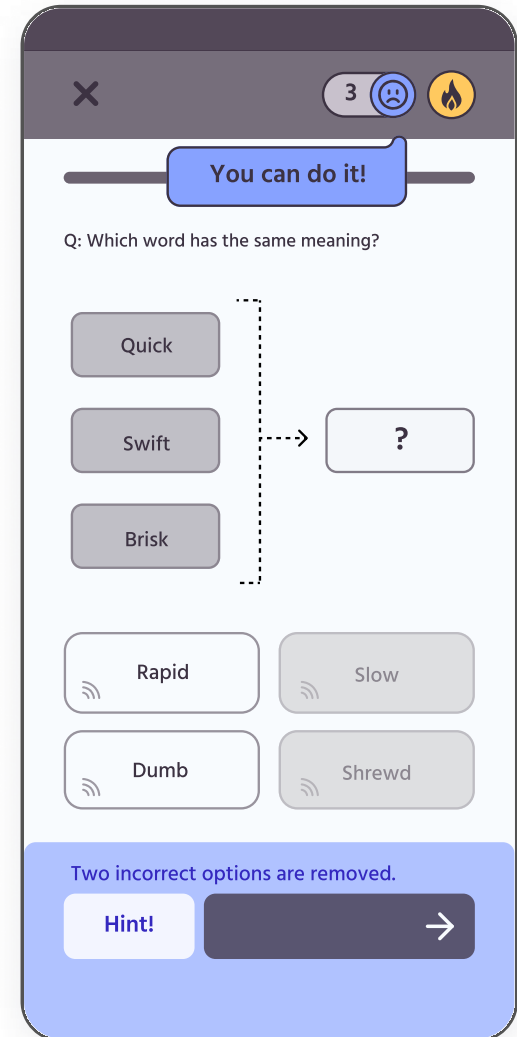 3
You can do it!
Q: Which word has the same meaning?
Quick
Swift
?
Brisk
Rapid
Slow
Dumb
Shrewd
Two incorrect options are removed.
Hint!